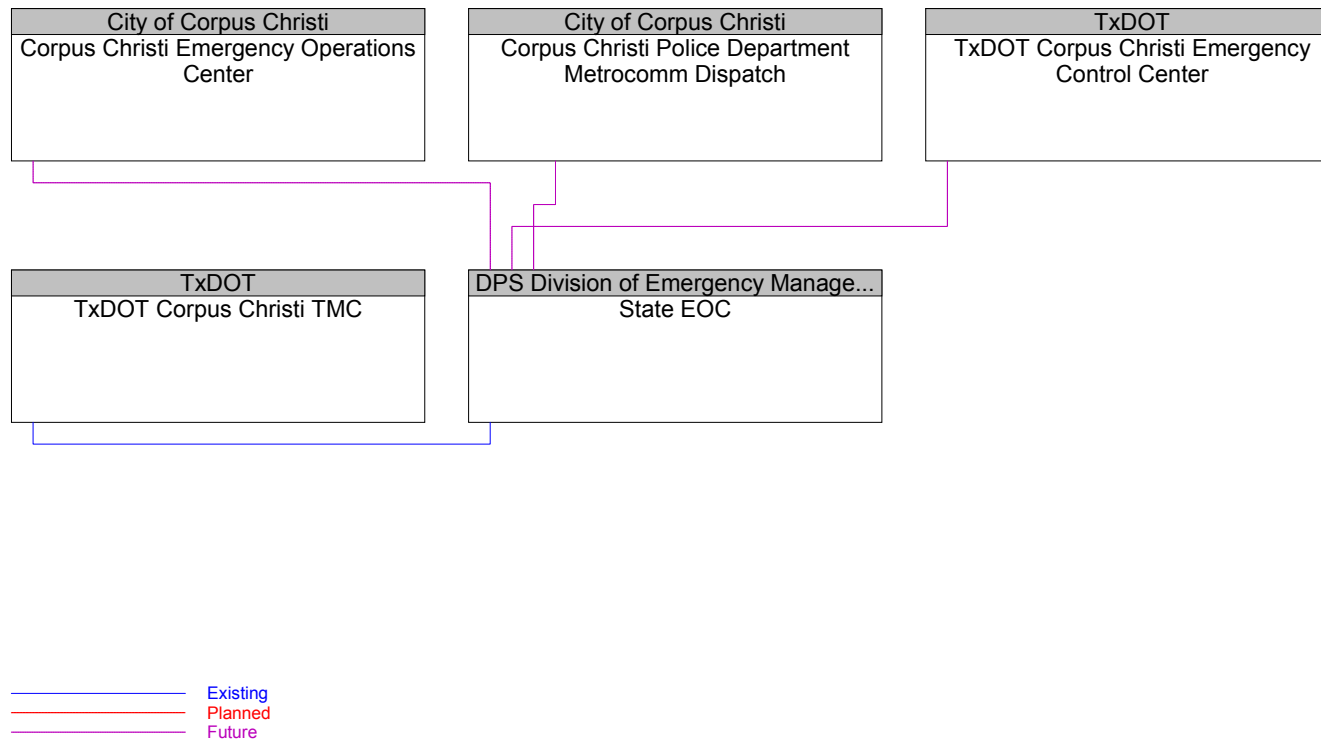 City of Corpus Christi
Corpus Christi Emergency Operations
Center
City of Corpus Christi
Corpus Christi Police Department
Metrocomm Dispatch
TxDOT
TxDOT Corpus Christi Emergency
Control Center
TxDOT
TxDOT Corpus Christi TMC
DPS Division of Emergency Manage...
State EOC
Existing
Planned
Future